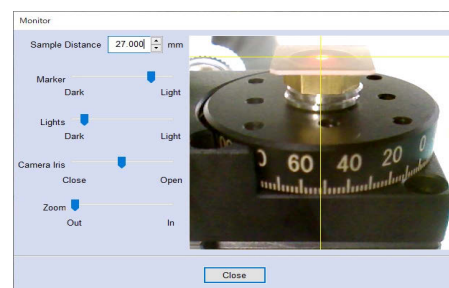 Monitor
Sample Distance 27.000 mm
Marker
Dark Light
Lights
Dark Light
Camera Iris
Close Open
Zoom
Out In
60 40 20 0
Close